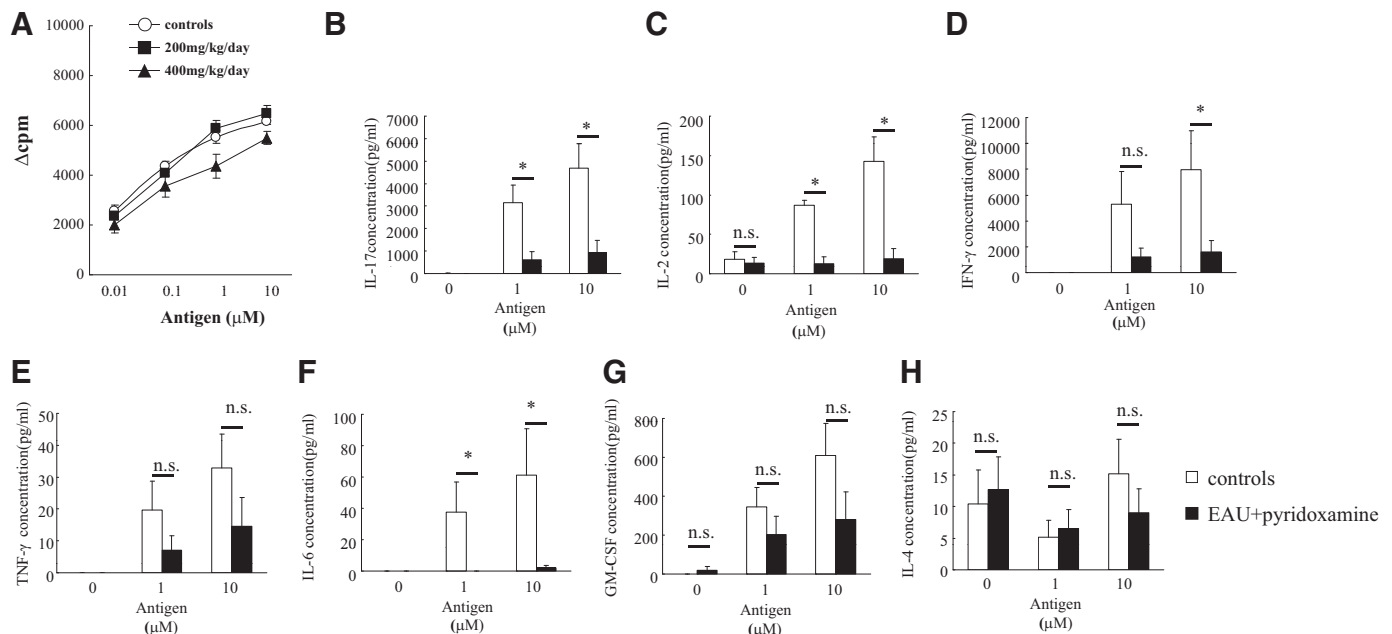 A
10000
8000
6000
4000
2000
0
Δcpm
controls
200mg/kg/day
400mg/kg/day
0.01 0.1 1 10
Antigen (μM)
B
7000
6000
5000
4000
3000
2000
1000
0
IL-17concentration(pg/ml)
*
*
0 1 10
Antigen
(μM)
C
200
150
100
50
0
IL-2 concentration(pg/ml)
n.s.
*
*
0 1 10
Antigen
(μM)
D
12000
10000
8000
6000
4000
2000
0
IFN-γ concentration(pg/ml)
n.s.
*
0 1 10
Antigen
(μM)
E
50
40
30
20
10
0
TNF-γ concentration(pg/ml)
n.s.
n.s.
0 1 10
Antigen
(μM)
F
100
80
60
40
20
0
IL-6 concentration(pg/ml)
*
*
0 1 10
Antigen
(μM)
G
800
600
400
200
0
GM-CSF concentration(pg/ml)
n.s.
n.s.
n.s.
0 1 10
Antigen
(μM)
H
25
20
15
10
5
0
IL-4 concentration(pg/ml)
n.s.
n.s.
n.s.
0 1 10
Antigen
(μM)
controls
EAU+pyridoxamine